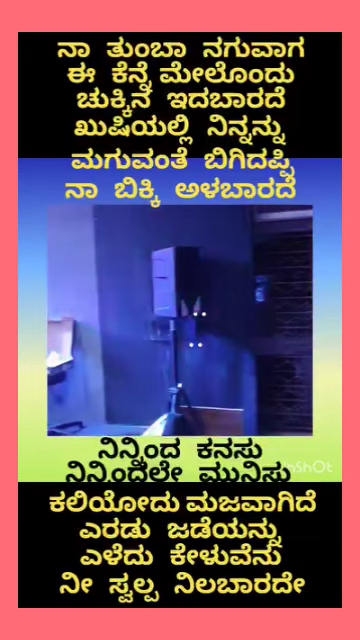 ನಾ ತುಂಬಾ ನಗುವಾಗ
ಈ ಕೆನ್ನೆ ಮೇಲೊಂದು
ಚುಕ್ಕಿನ ಇದಬಾರದೆ
ಖುಷಿಯಲ್ಲಿ ನಿನ್ನನ್ನು
ಮಗುವಂತೆ ಬಿಗಿದಪ್ಪಿ
ನಾ ಬಿಕ್ಕಿ ಅಳಬಾರದೆ
ನಿನ್ನಿಂದ ಕನಸು
ನಿನ್ನಿಂದಲೇ ಮುನಿಸು
ಕಲಿಯೋದು ಮಜವಾಗಿದೆ
ಎರಡು ಜಡೆಯನ್ನು
ಎಳೆದು ಕೇಳುವೆನು
ನೀ ಸ್ವಲ್ಪ ನಿಲಬಾರದೇ